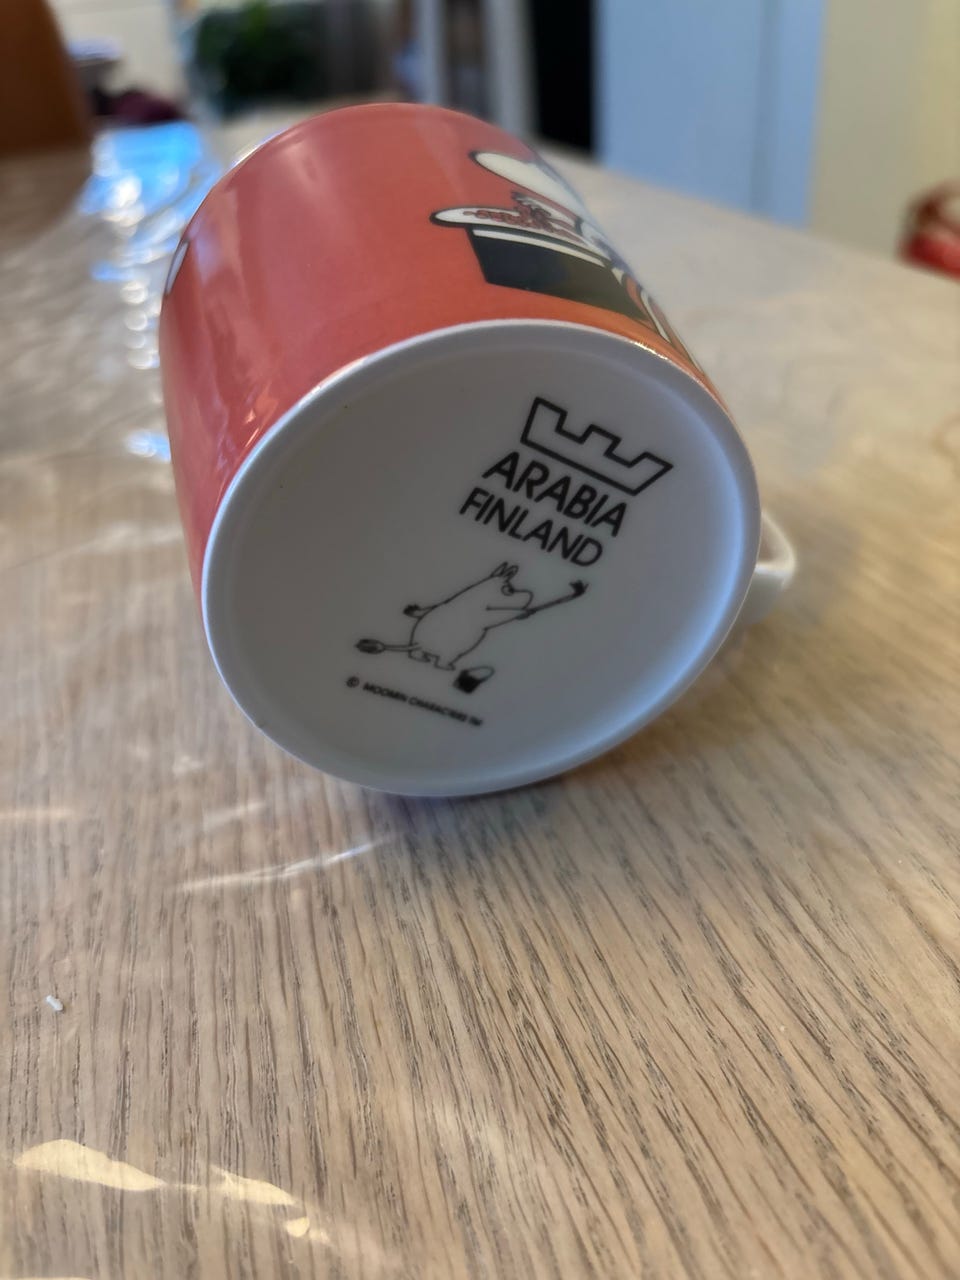 ARABIA
FINLAND
© MOOMIN CHARACTERS ™